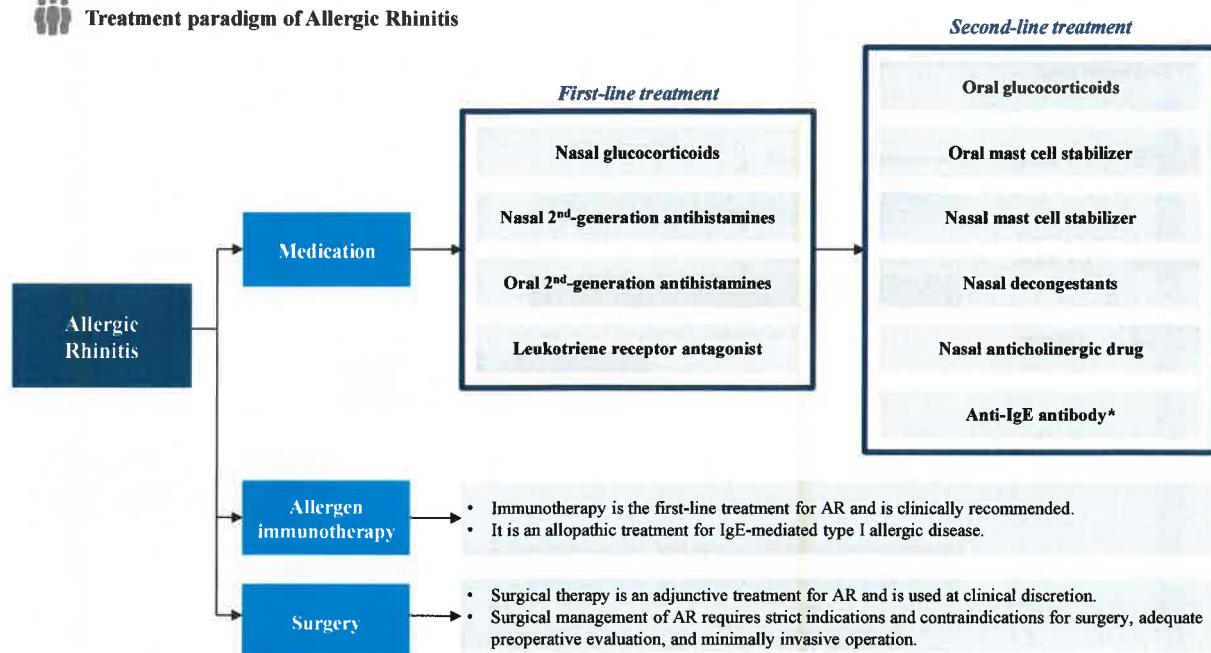 Treatment paradigm of Allergic Rhinitis
Second-line treatment
First-line treatment
Oral glucocorticoids
Nasal glucocorticoids
Oral mast cell stabilizer
Nasal 2nd-generation antihistamines
Nasal mast cell stabilizer
Medication
Oral 2nd-generation antihistamines
Nasal decongestants
Allergic
Rhinitis
Leukotriene receptor antagonist
Nasal anticholinergic drug
Anti-IgE antibody*
Allergen
immunotherapy
• Immunotherapy is the first-line treatment for AR and is clinically recommended.
• It is an allopathic treatment for IgE-mediated type I allergic disease.
Surgery
• Surgical therapy is an adjunctive treatment for AR and is used at clinical discretion.
• Surgical management of AR requires strict indications and contraindications for surgery, adequate
preoperative evaluation, and minimally invasive operation.